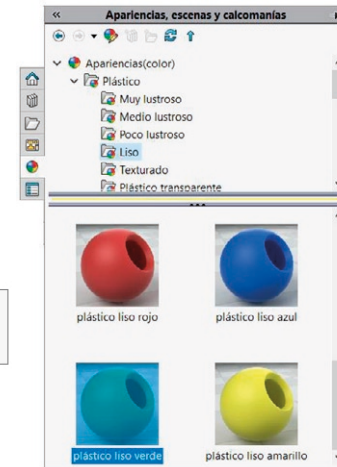 Apariencias, escenas y calcomanías
Apariencias(color)
Plástico
Muy lustroso
Medio lustroso
Poco lustroso
Liso
Texturado
Plástico transparente
plástico liso rojo
plástico liso azul
plástico liso verde
plástico liso amarillo